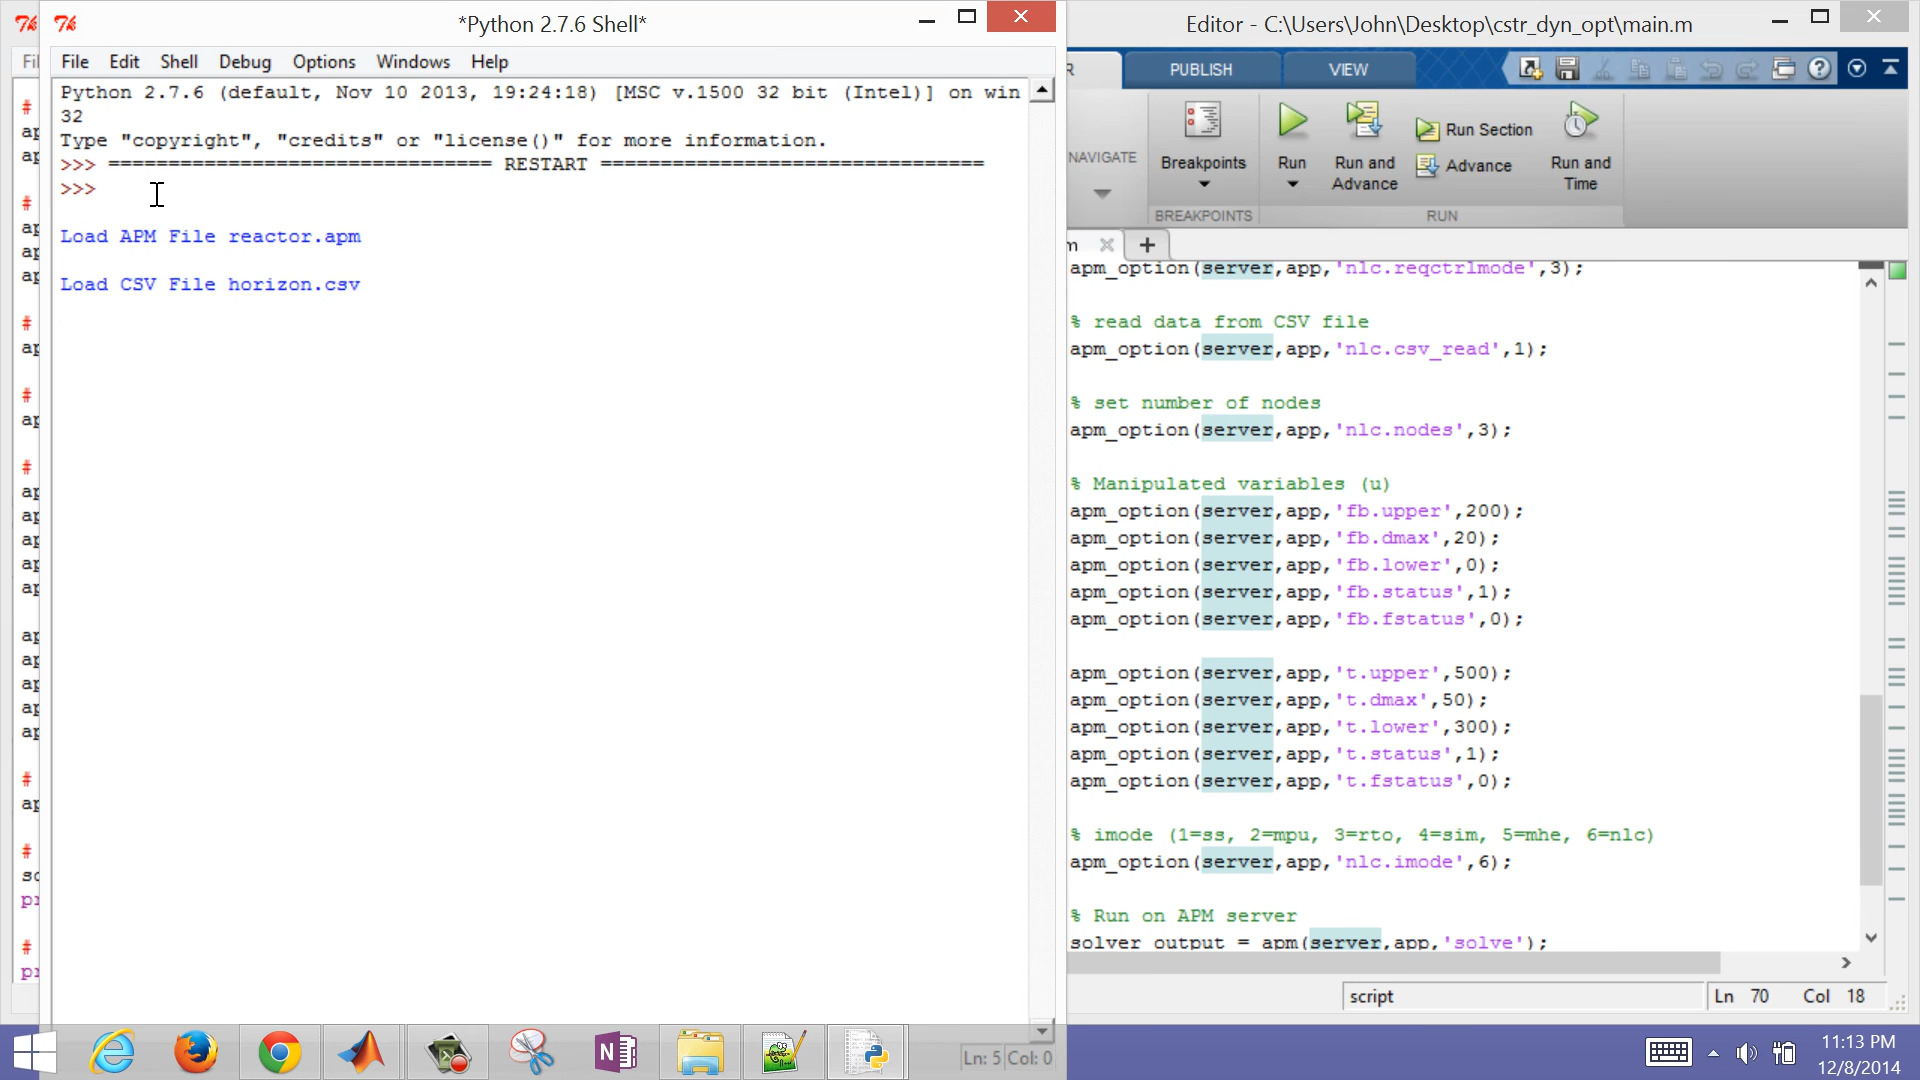 *Python 2.7.6 Shell*
File Edit Shell Debug Options Windows Help
Python 2.7.6 (default, Nov 10 2013, 19:24:18) [MSC v.1500 32 bit (Intel)] on win
32
Type "copyright", "credits" or "license()" for more information.
>>> ================================ RESTART ================================
>>>
Load APM File reactor.apm
Load CSV File horizon.csv
Ln: 5 Col: 0
Editor - C:\Users\John\Desktop\cstr_dyn_opt\main.m
PUBLISH VIEW
NAVIGATE
Breakpoints
Run
Run and
Advance
Run Section
Advance
Run and
Time
BREAKPOINTS
RUN
apm_option(server,app,'nlc.reqctrlmode',3);
% read data from CSV file
apm_option(server,app,'nlc.csv_read',1);
% set number of nodes
apm_option(server,app,'nlc.nodes',3);
% Manipulated variables (u)
apm_option(server,app,'fb.upper',200);
apm_option(server,app,'fb.dmax',20);
apm_option(server,app,'fb.lower',0);
apm_option(server,app,'fb.status',1);
apm_option(server,app,'fb.fstatus',0);
apm_option(server,app,'t.upper',500);
apm_option(server,app,'t.dmax',50);
apm_option(server,app,'t.lower',300);
apm_option(server,app,'t.status',1);
apm_option(server,app,'t.fstatus',0);
% imode (1=ss, 2=mpu, 3=rto, 4=sim, 5=mhe, 6=nlc)
apm_option(server,app,'nlc.imode',6);
% Run on APM server
solver_output = apm(server,app,'solve');
script
Ln 70 Col 18
11:13 PM
12/8/2014